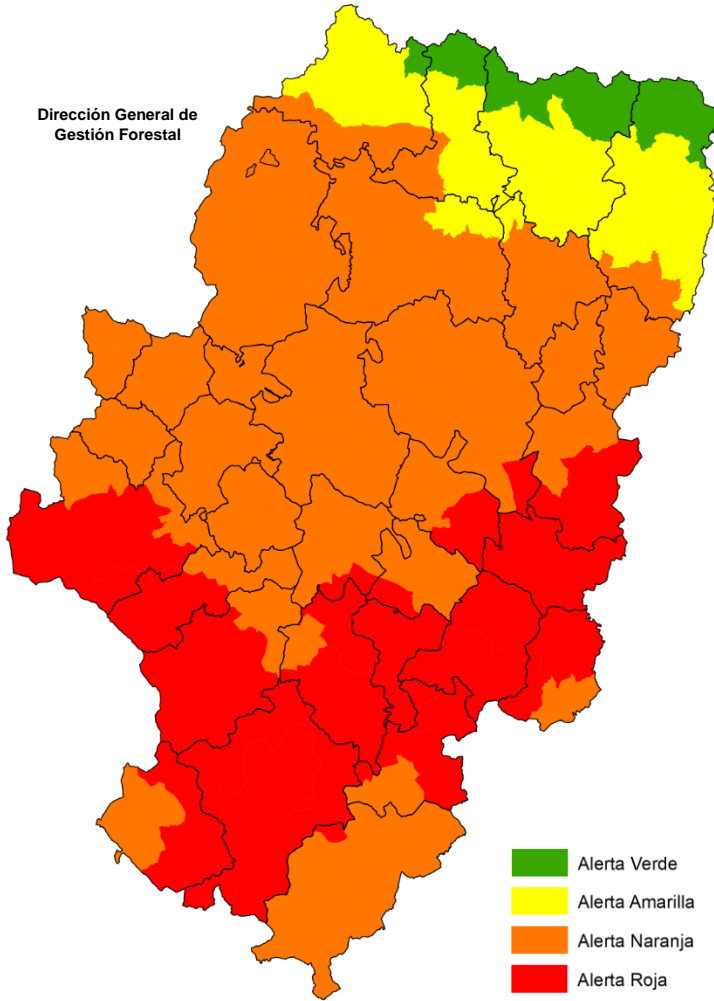 Dirección General de
Gestión Forestal
Alerta Verde
Alerta Amarilla
Alerta Naranja
Alerta Roja